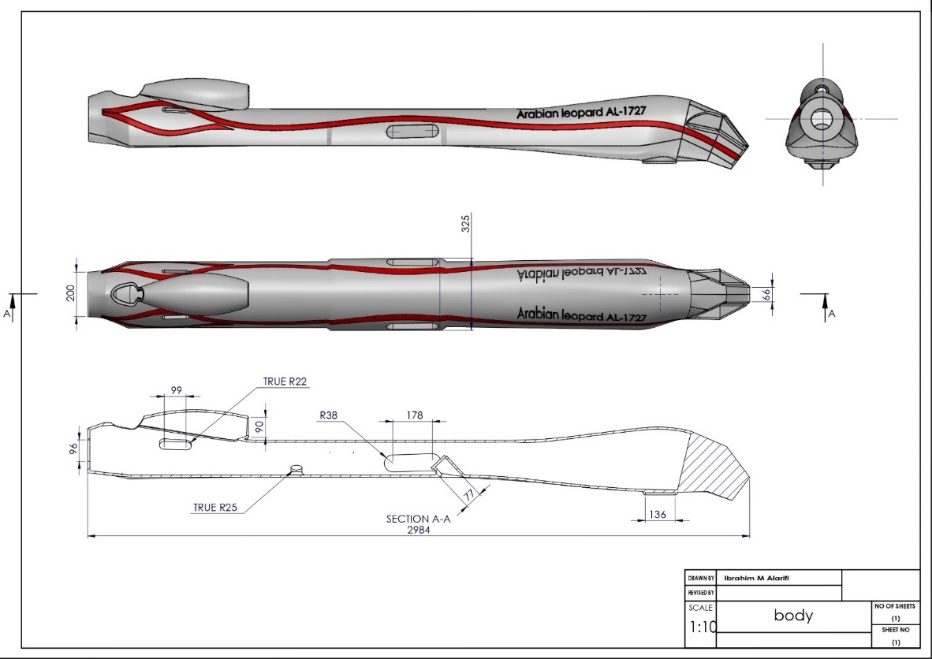 Arabian leopard AL-1727
325
Arabian leopard AL-1727
200
66
A
A
Arabian leopard AL-1727
99
TRUE R22
R38
178
90
96
TRUE R25
77
SECTION A-A
136
2984
DRAWN BY Ibrahim M Alarifi
REVISED BY
SCALE
1:10
body
NO OF SHEETS
(1)
SHEET NO
(1)